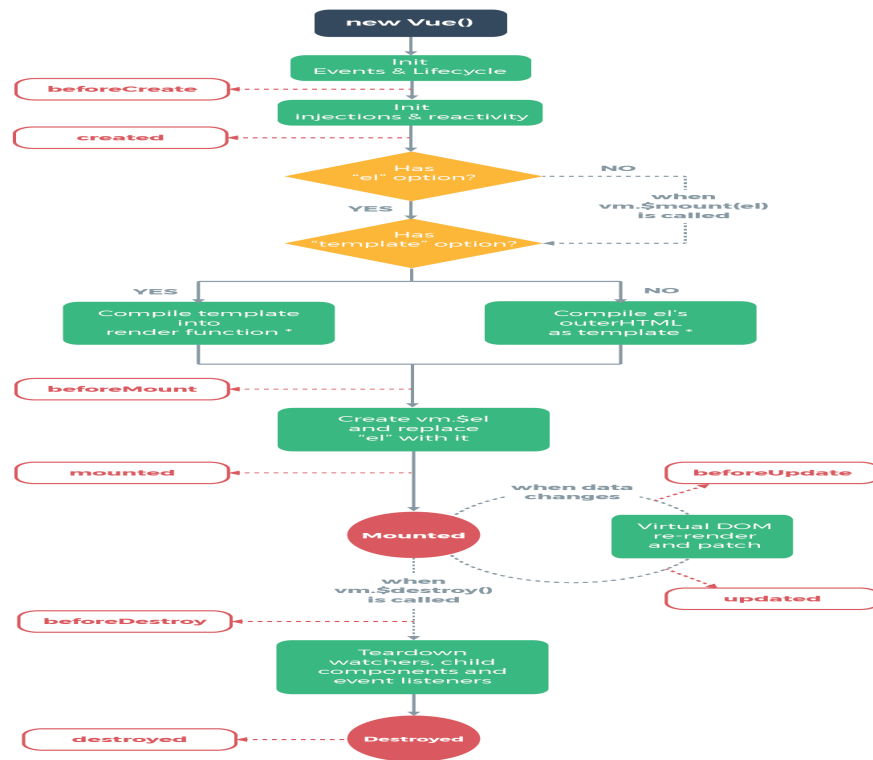 new Vue()
Init
Events & Lifecycle
beforeCreate
Init
injections & reactivity
created
Has
"el" option?
NO
when
vm.$mount(el)
is called
YES
Has
"template" option?
YES
NO
Compile template
into
render function *
Compile el's
outerHTML
as template *
beforeMount
Create vm.$el
and replace
"el" with it
mounted
when data
changes
beforeUpdate
Mounted
Virtual DOM
re-render
and patch
when
vm.$destroy()
is called
updated
beforeDestroy
Teardown
watchers, child
components and
event listeners
destroyed
Destroyed